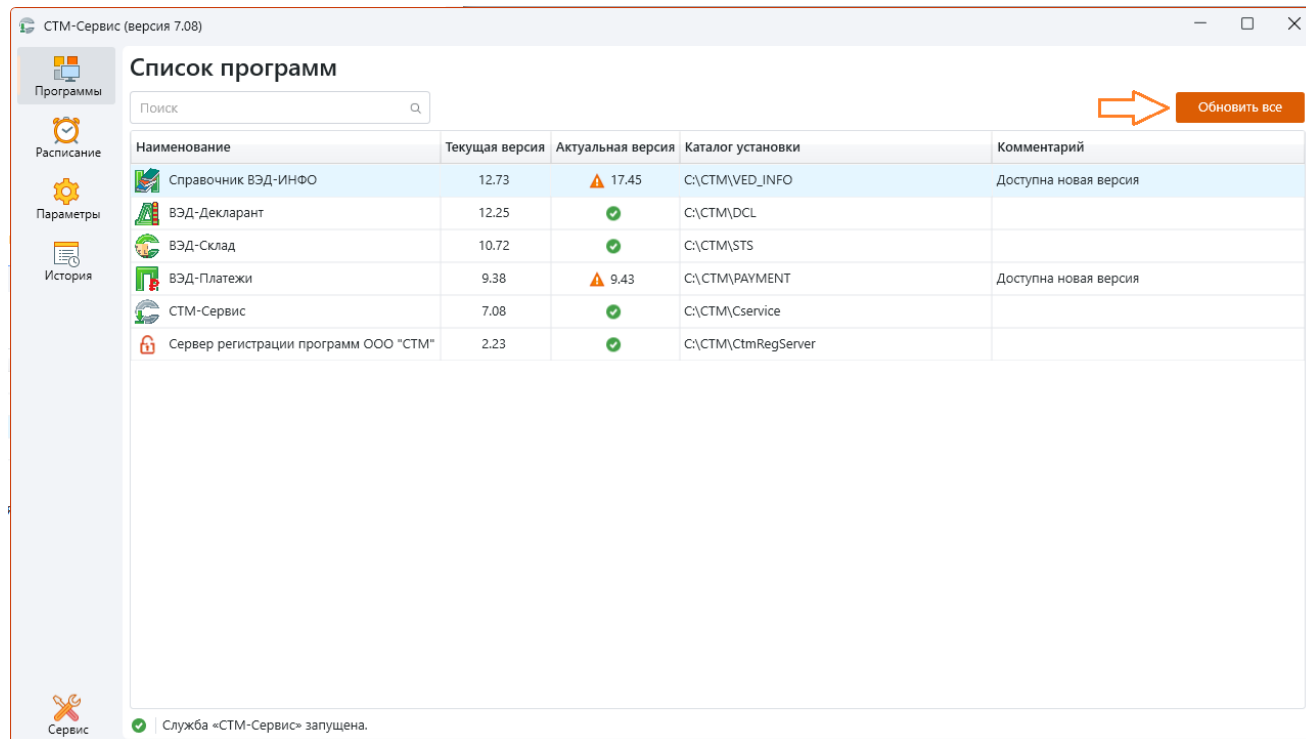 СТМ-Сервис (версия 7.08)
Программы
Расписание
Параметры
История
Сервис
Список программ
Поиск
Обновить все
Наименование Текущая версия Актуальная версия Каталог установки Комментарий
Справочник ВЭД-ИНФО 12.73 17.45 C:\CTM\VED_INFO Доступна новая версия
ВЭД-Декларант 12.25 C:\CTM\DCL
ВЭД-Склад 10.72 C:\CTM\STS
ВЭД-Платежи 9.38 9.43 C:\CTM\PAYMENT Доступна новая версия
СТМ-Сервис 7.08 C:\CTM\Cservice
Сервер регистрации программ ООО "СТМ" 2.23 C:\CTM\CtmRegServer
Служба «СТМ-Сервис» запущена.